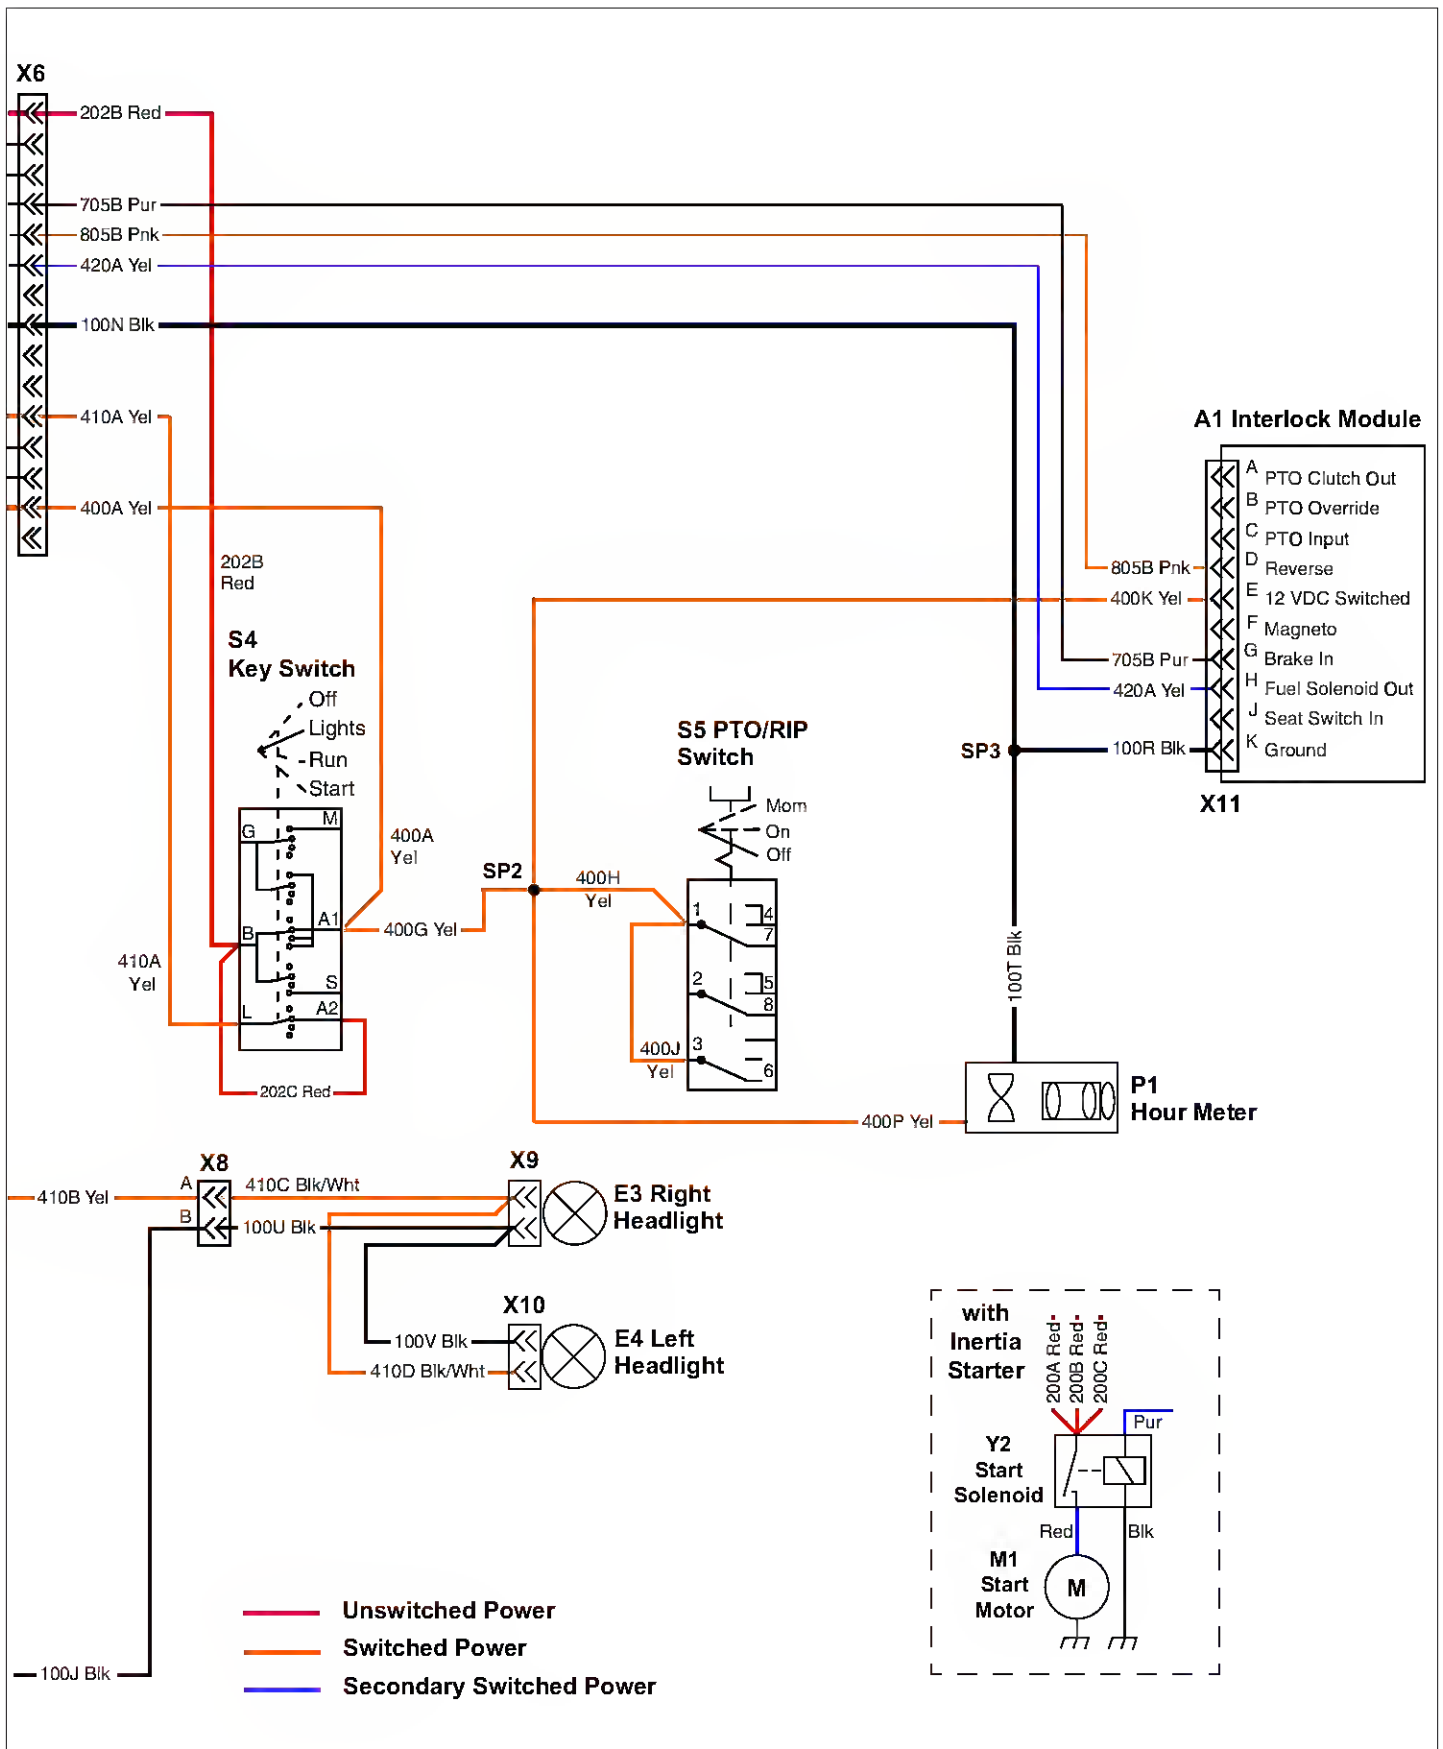 X6
202B Red
705B Pur
805B Pnk
420A Yel
100N Blk
410A Yel
400A Yel
202B
Red
A1 Interlock Module
A PTO Clutch Out
B PTO Override
C PTO Input
D Reverse
E 12 VDC Switched
F Magneto
G Brake In
H Fuel Solenoid Out
J Seat Switch In
K Ground
X11
805B Pnk
400K Yel
705B Pur
420A Yel
100R Blk
SP3
S4
Key Switch
Off
Lights
Run
Start
G
M
B
A1
S
L
A2
400A
Yel
400G Yel
410A
Yel
202C Red
SP2
400H
Yel
S5 PTO/RIP
Switch
Mom
On
Off
1
4
7
2
5
8
3
6
400J
Yel
100T Blk
400P Yel
P1
Hour Meter
X8
A
B
410B Yel
410C Blk/Wht
100U Blk
X9
E3 Right
Headlight
X10
100V Blk
410D Blk/Wht
E4 Left
Headlight
with
Inertia
Starter
200A Red
200B Red
200C Red
Pur
Y2
Start
Solenoid
Red
Blk
M1
Start
Motor
M
Unswitched Power
Switched Power
Secondary Switched Power
100J Blk